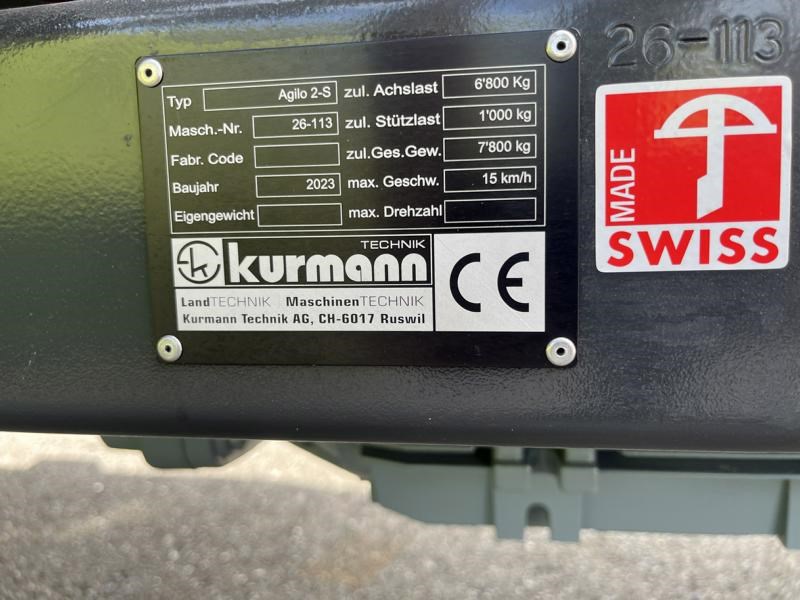 26-113
Typ Agilo 2-S zul. Achslast 6'800 Kg
Masch.-Nr. 26-113 zul. Stützlast 1'000 kg
Fabr. Code zul.Ges.Gew. 7'800 kg
Baujahr 2023 max. Geschw. 15 km/h
Eigengewicht max. Drehzahl
TECHNIK
kurmann
CE
LandTECHNIK MaschinenTECHNIK
Kurmann Technik AG, CH-6017 Ruswil
MADE
SWISS